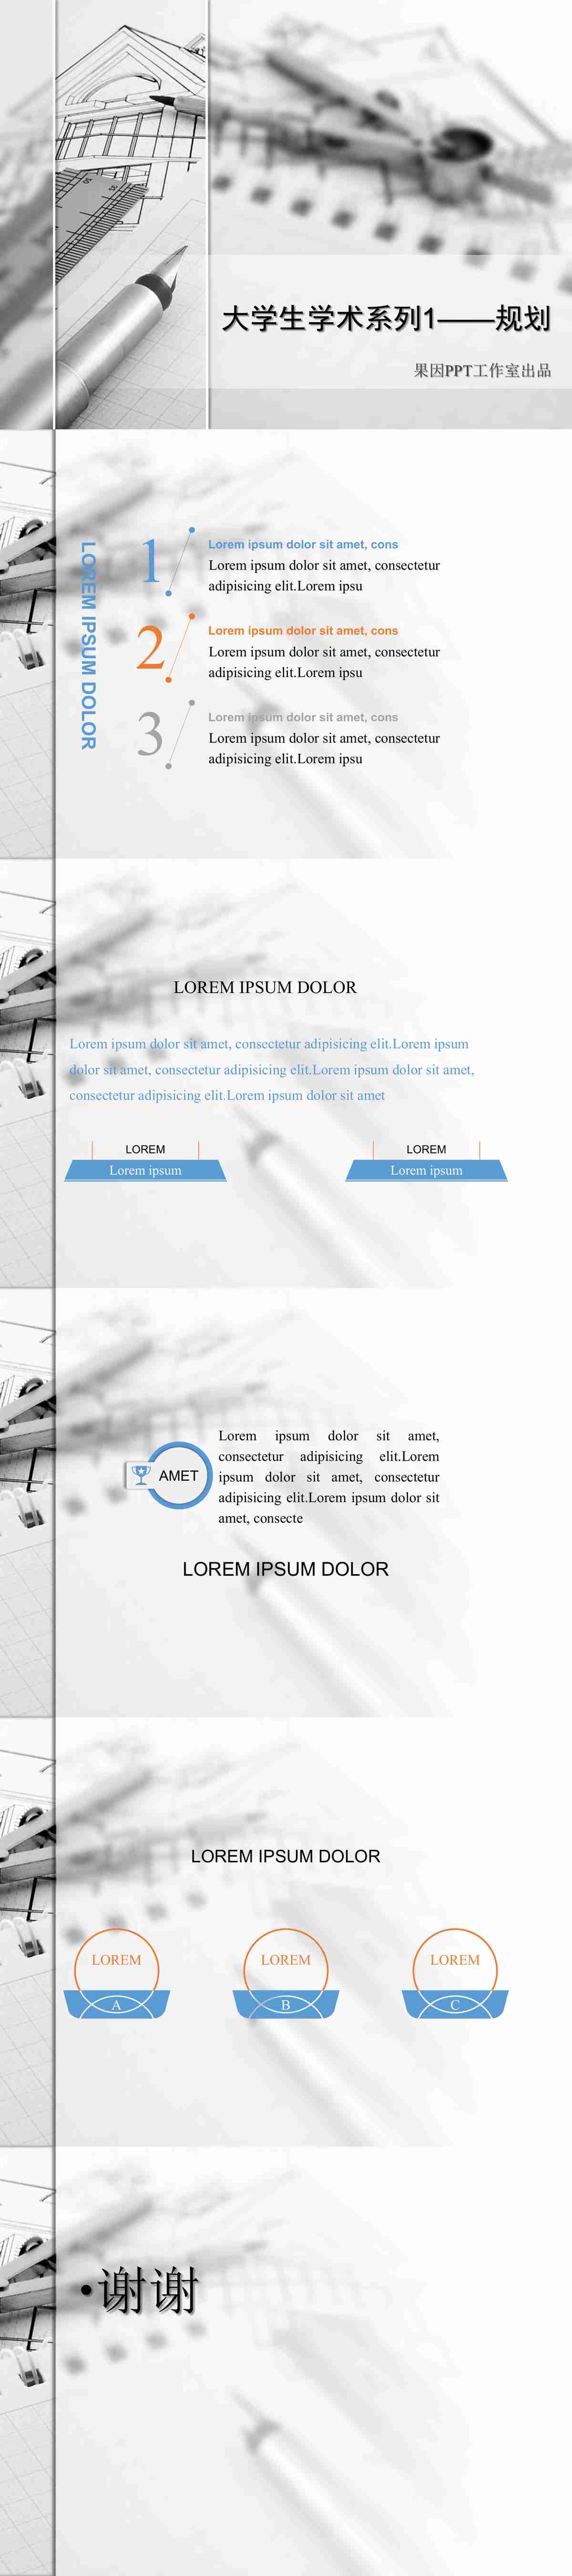 大学生学术系列1——规划
果因PPT工作室出品
LOREM IPSUM DOLOR
1
Lorem ipsum dolor sit amet, cons
Lorem ipsum dolor sit amet, consectetur
adipisicing elit.Lorem ipsu
2
Lorem ipsum dolor sit amet, cons
Lorem ipsum dolor sit amet, consectetur
adipisicing elit.Lorem ipsu
3
Lorem ipsum dolor sit amet, cons
Lorem ipsum dolor sit amet, consectetur
adipisicing elit.Lorem ipsu
LOREM IPSUM DOLOR
Lorem ipsum dolor sit amet, consectetur adipisicing elit.Lorem ipsum
dolor sit amet, consectetur adipisicing elit.Lorem ipsum dolor sit amet,
consectetur adipisicing elit.Lorem ipsum dolor sit amet
LOREM
Lorem ipsum
LOREM
Lorem ipsum
AMET
Lorem ipsum dolor sit amet,
consectetur adipisicing elit.Lorem
ipsum dolor sit amet, consectetur
adipisicing elit.Lorem ipsum dolor sit
amet, consecte
LOREM IPSUM DOLOR
LOREM IPSUM DOLOR
LOREM
A
LOREM
B
LOREM
C
•谢谢